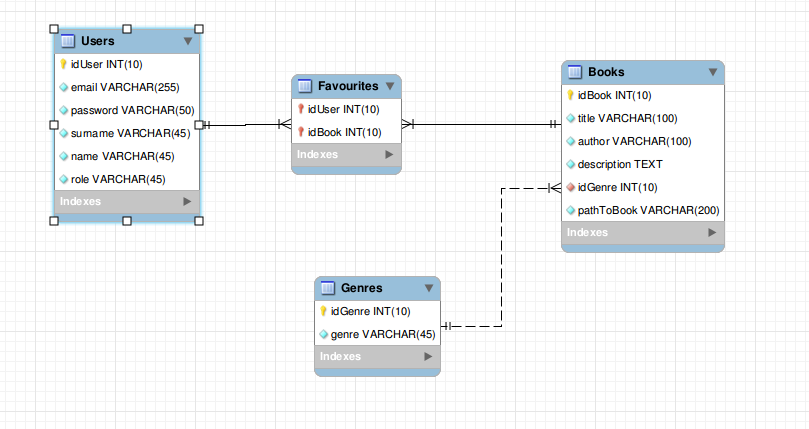 Users
idUser INT(10)
email VARCHAR(255)
password VARCHAR(50)
surname VARCHAR(45)
name VARCHAR(45)
role VARCHAR(45)
Indexes
Favourites
idUser INT(10)
idBook INT(10)
Indexes
Books
idBook INT(10)
title VARCHAR(100)
author VARCHAR(100)
description TEXT
idGenre INT(10)
pathToBook VARCHAR(200)
Indexes
Genres
idGenre INT(10)
genre VARCHAR(45)
Indexes